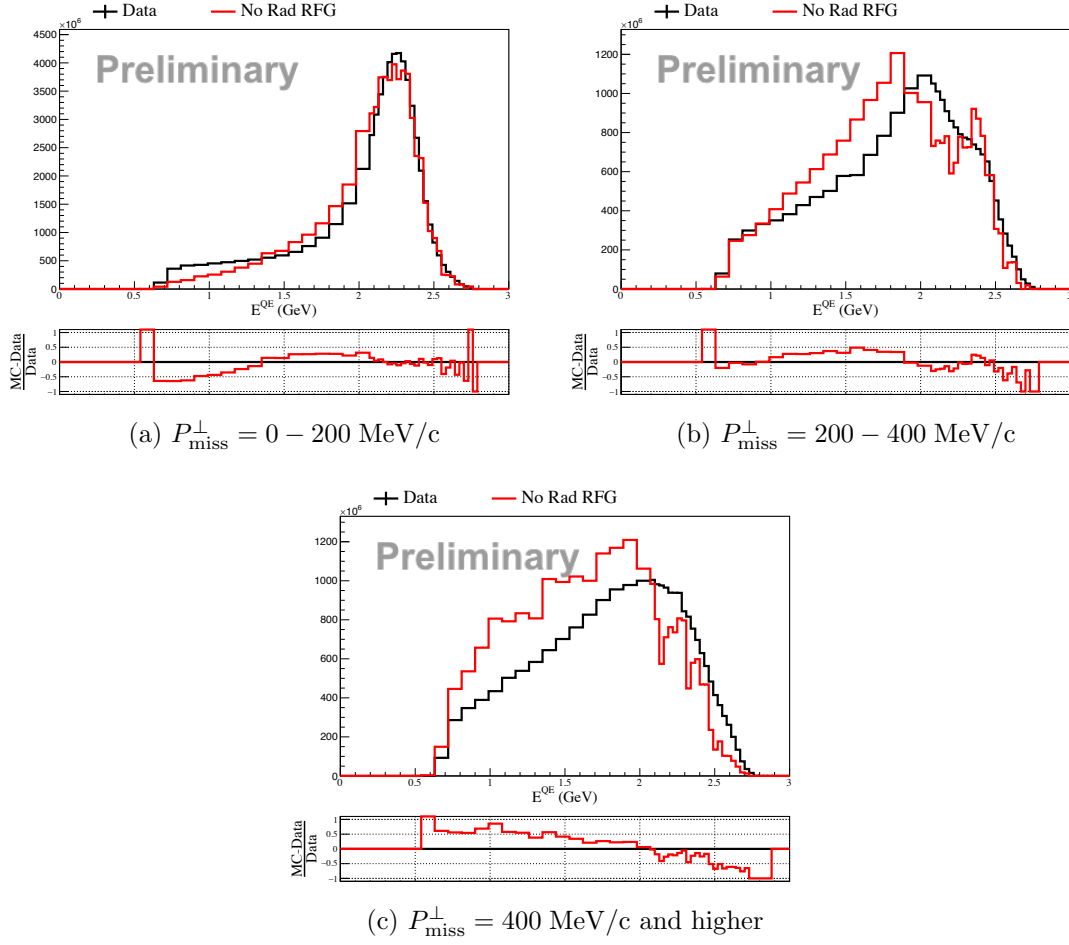 Data No Rad RFG
×10⁶
4500
4000
3500
3000
2500
2000
1500
1000
500
0
Preliminary
0 0.5 1 1.5 2 2.5 3
E^QE (GeV)
MC-Data
Data
1
0.5
0
−0.5
−1
(a) P^⊥_miss = 0 − 200 MeV/c
Data No Rad RFG
×10⁶
1200
1000
800
600
400
200
0
Preliminary
0 0.5 1 1.5 2 2.5 3
E^QE (GeV)
MC-Data
Data
1
0.5
0
−0.5
−1
(b) P^⊥_miss = 200 − 400 MeV/c
Data No Rad RFG
×10⁶
1200
1000
800
600
400
200
0
Preliminary
0 0.5 1 1.5 2 2.5 3
E^QE (GeV)
MC-Data
Data
1
0.5
0
−0.5
−1
(c) P^⊥_miss = 400 MeV/c and higher